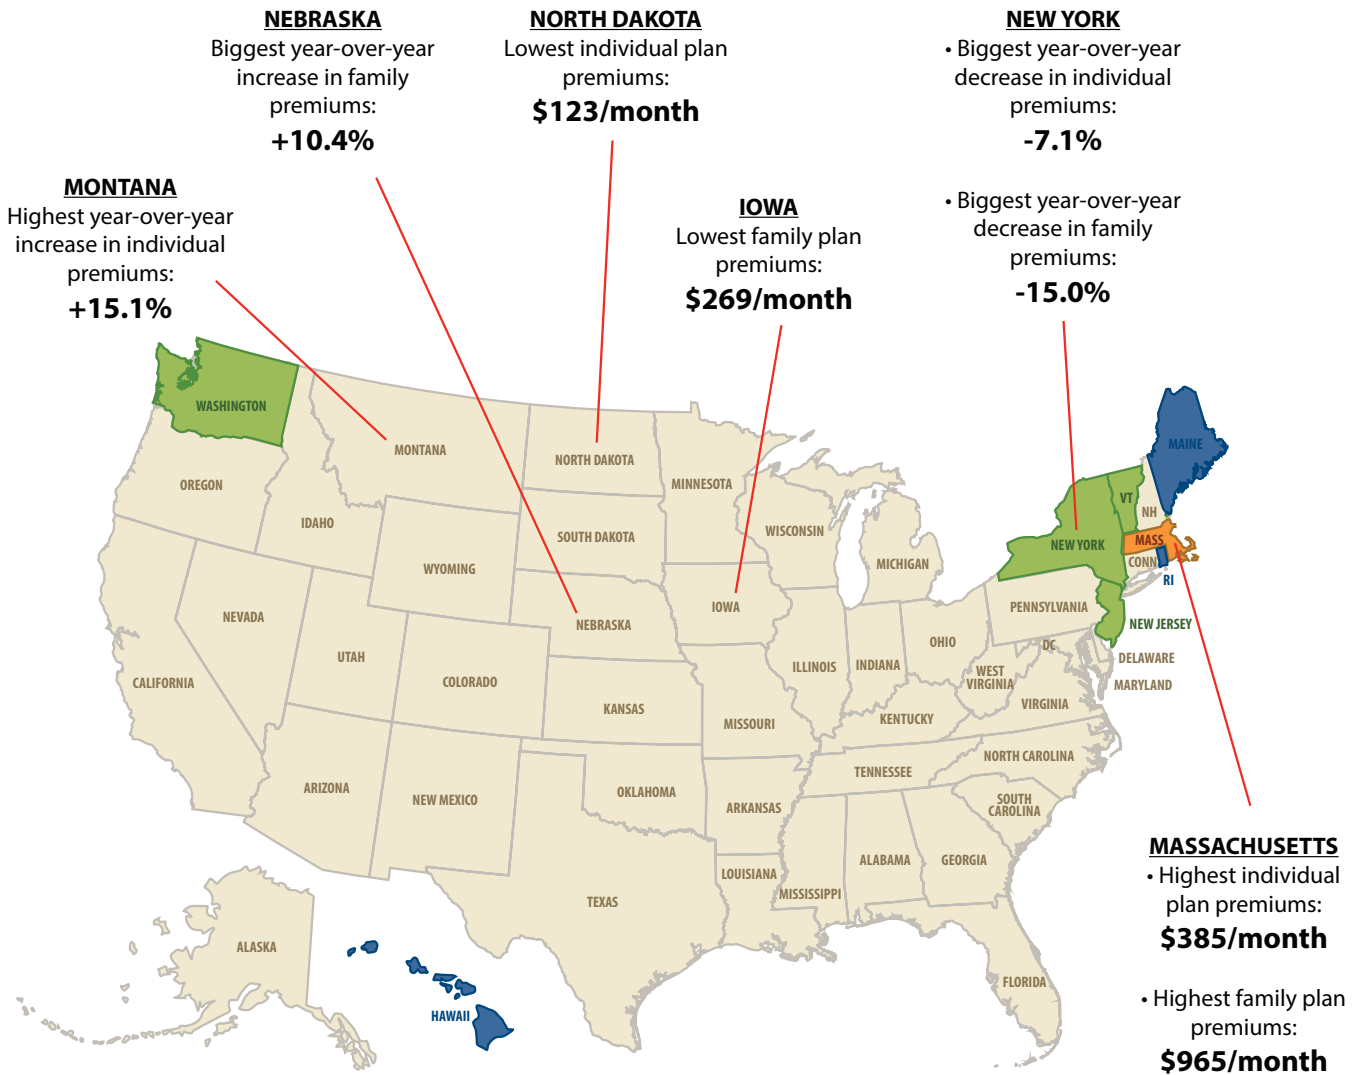 NEBRASKA
Biggest year-over-year
increase in family
premiums:
+10.4%
NORTH DAKOTA
Lowest individual plan
premiums:
$123/month
NEW YORK
• Biggest year-over-year
decrease in individual
premiums:
-7.1%
• Biggest year-over-year
decrease in family
premiums:
-15.0%
MONTANA
Highest year-over-year
increase in individual
premiums:
+15.1%
IOWA
Lowest family plan
premiums:
$269/month
WASHINGTON
OREGON
IDAHO
MONTANA
NORTH DAKOTA
MINNESOTA
SOUTH DAKOTA
WYOMING
WISCONSIN
MICHIGAN
NEW YORK
VT
NH
MAINE
MASS
CONN
RI
NEVADA
UTAH
CALIFORNIA
COLORADO
NEBRASKA
IOWA
KANSAS
MISSOURI
ILLINOIS
INDIANA
OHIO
PENNSYLVANIA
NEW JERSEY
DC
DELAWARE
MARYLAND
WEST
VIRGINIA
VIRGINIA
KENTUCKY
NORTH CAROLINA
TENNESSEE
SOUTH
CAROLINA
ARIZONA
NEW MEXICO
OKLAHOMA
ARKANSAS
LOUISIANA
MISSISSIPPI
ALABAMA
GEORGIA
TEXAS
FLORIDA
ALASKA
HAWAII
MASSACHUSETTS
• Highest individual
plan premiums:
$385/month
• Highest family plan
premiums:
$965/month